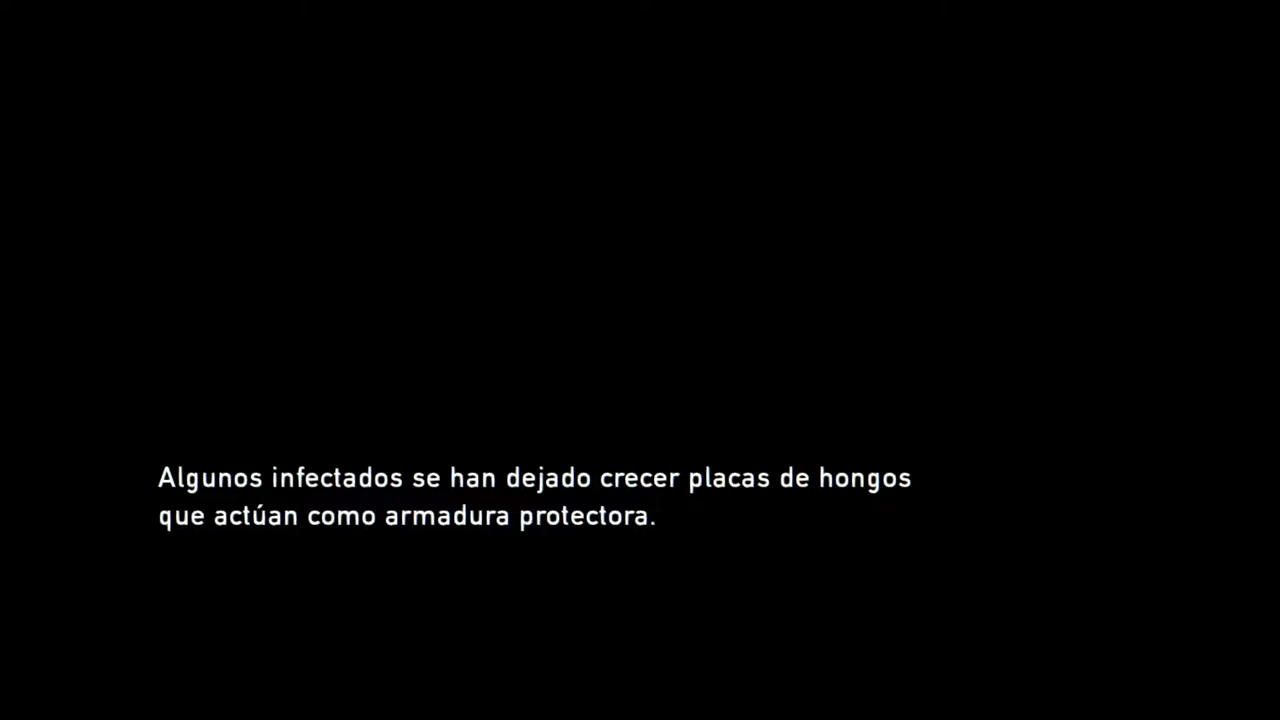 Algunos infectados se han dejado crecer placas de hongos
que actúan como armadura protectora.